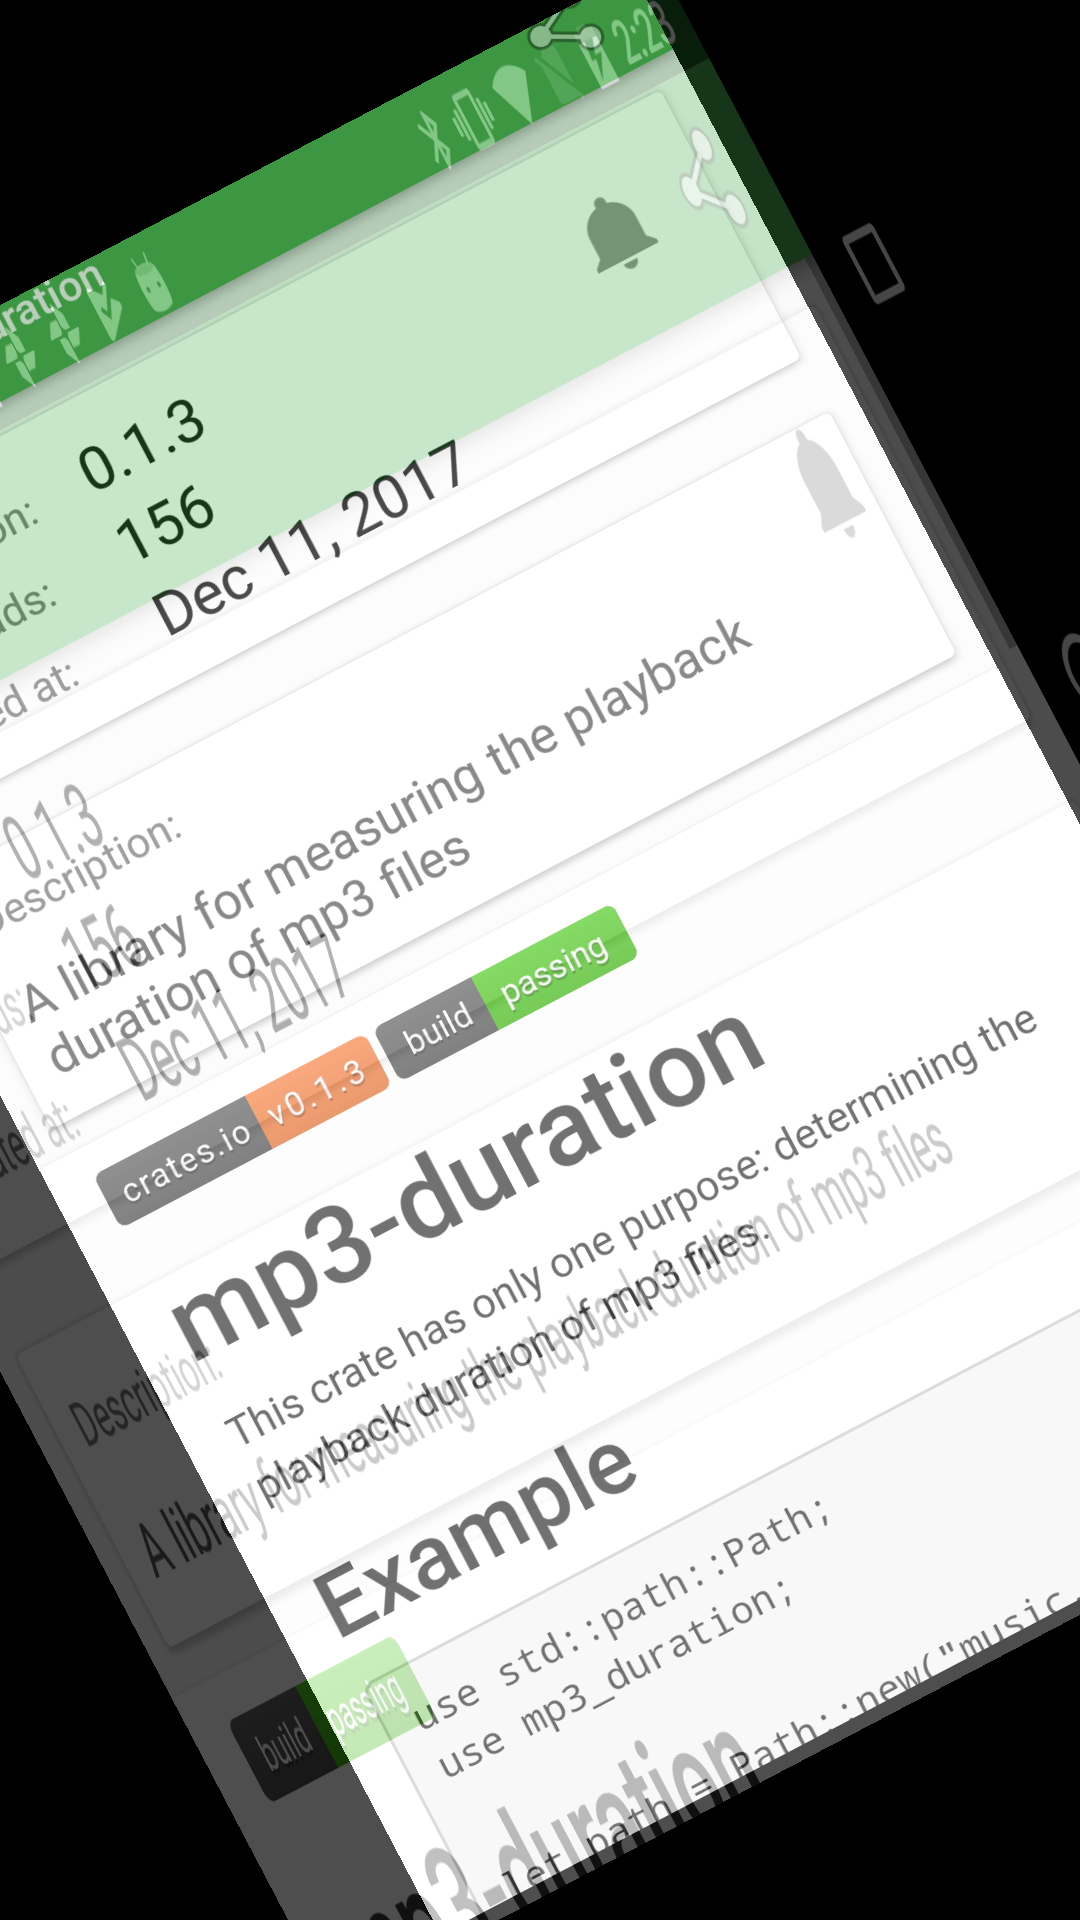 2:23
uration
on: 0.1.3
ads: 156
ed at: Dec 11, 2017
0.1.3
156
Dec 11, 2017
ated at:
Description:
A library for measuring the playback
duration of mp3 files
crates.io v0.1.3 build passing
mp3-duration
This crate has only one purpose: determining the
playback duration of mp3 files.
Description:
A library for measuring the playback duration of mp3 files
Example
use std::path::Path;
use mp3_duration;
let path = Path::new("music.
build passing
mp3-duration